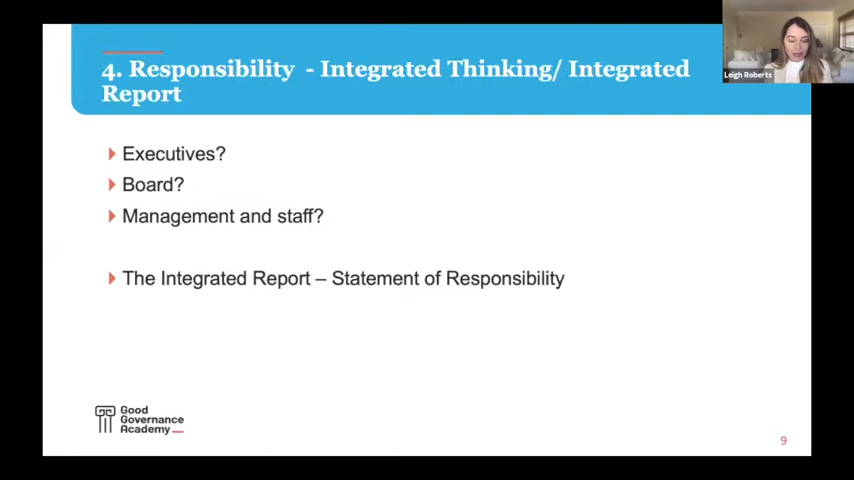 4. Responsibility - Integrated Thinking/ Integrated
Report
Leigh Roberts
Executives?
Board?
Management and staff?
The Integrated Report – Statement of Responsibility
Good
Governance
Academy
9